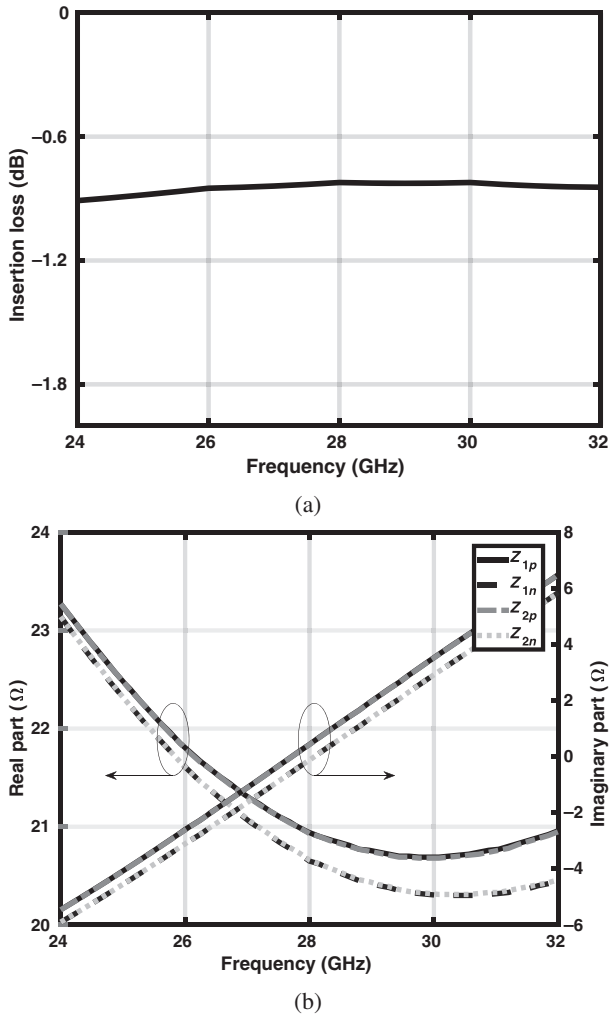 0
–0.6
–1.2
–1.8
Insertion loss (dB)
24 26 28 30 32
Frequency (GHz)
(a)
24
23
22
21
20
Real part (Ω)
8
6
4
2
0
–2
–4
–6
Imaginary part (Ω)
Z1p
Z1n
Z2p
Z2n
24 26 28 30 32
Frequency (GHz)
(b)